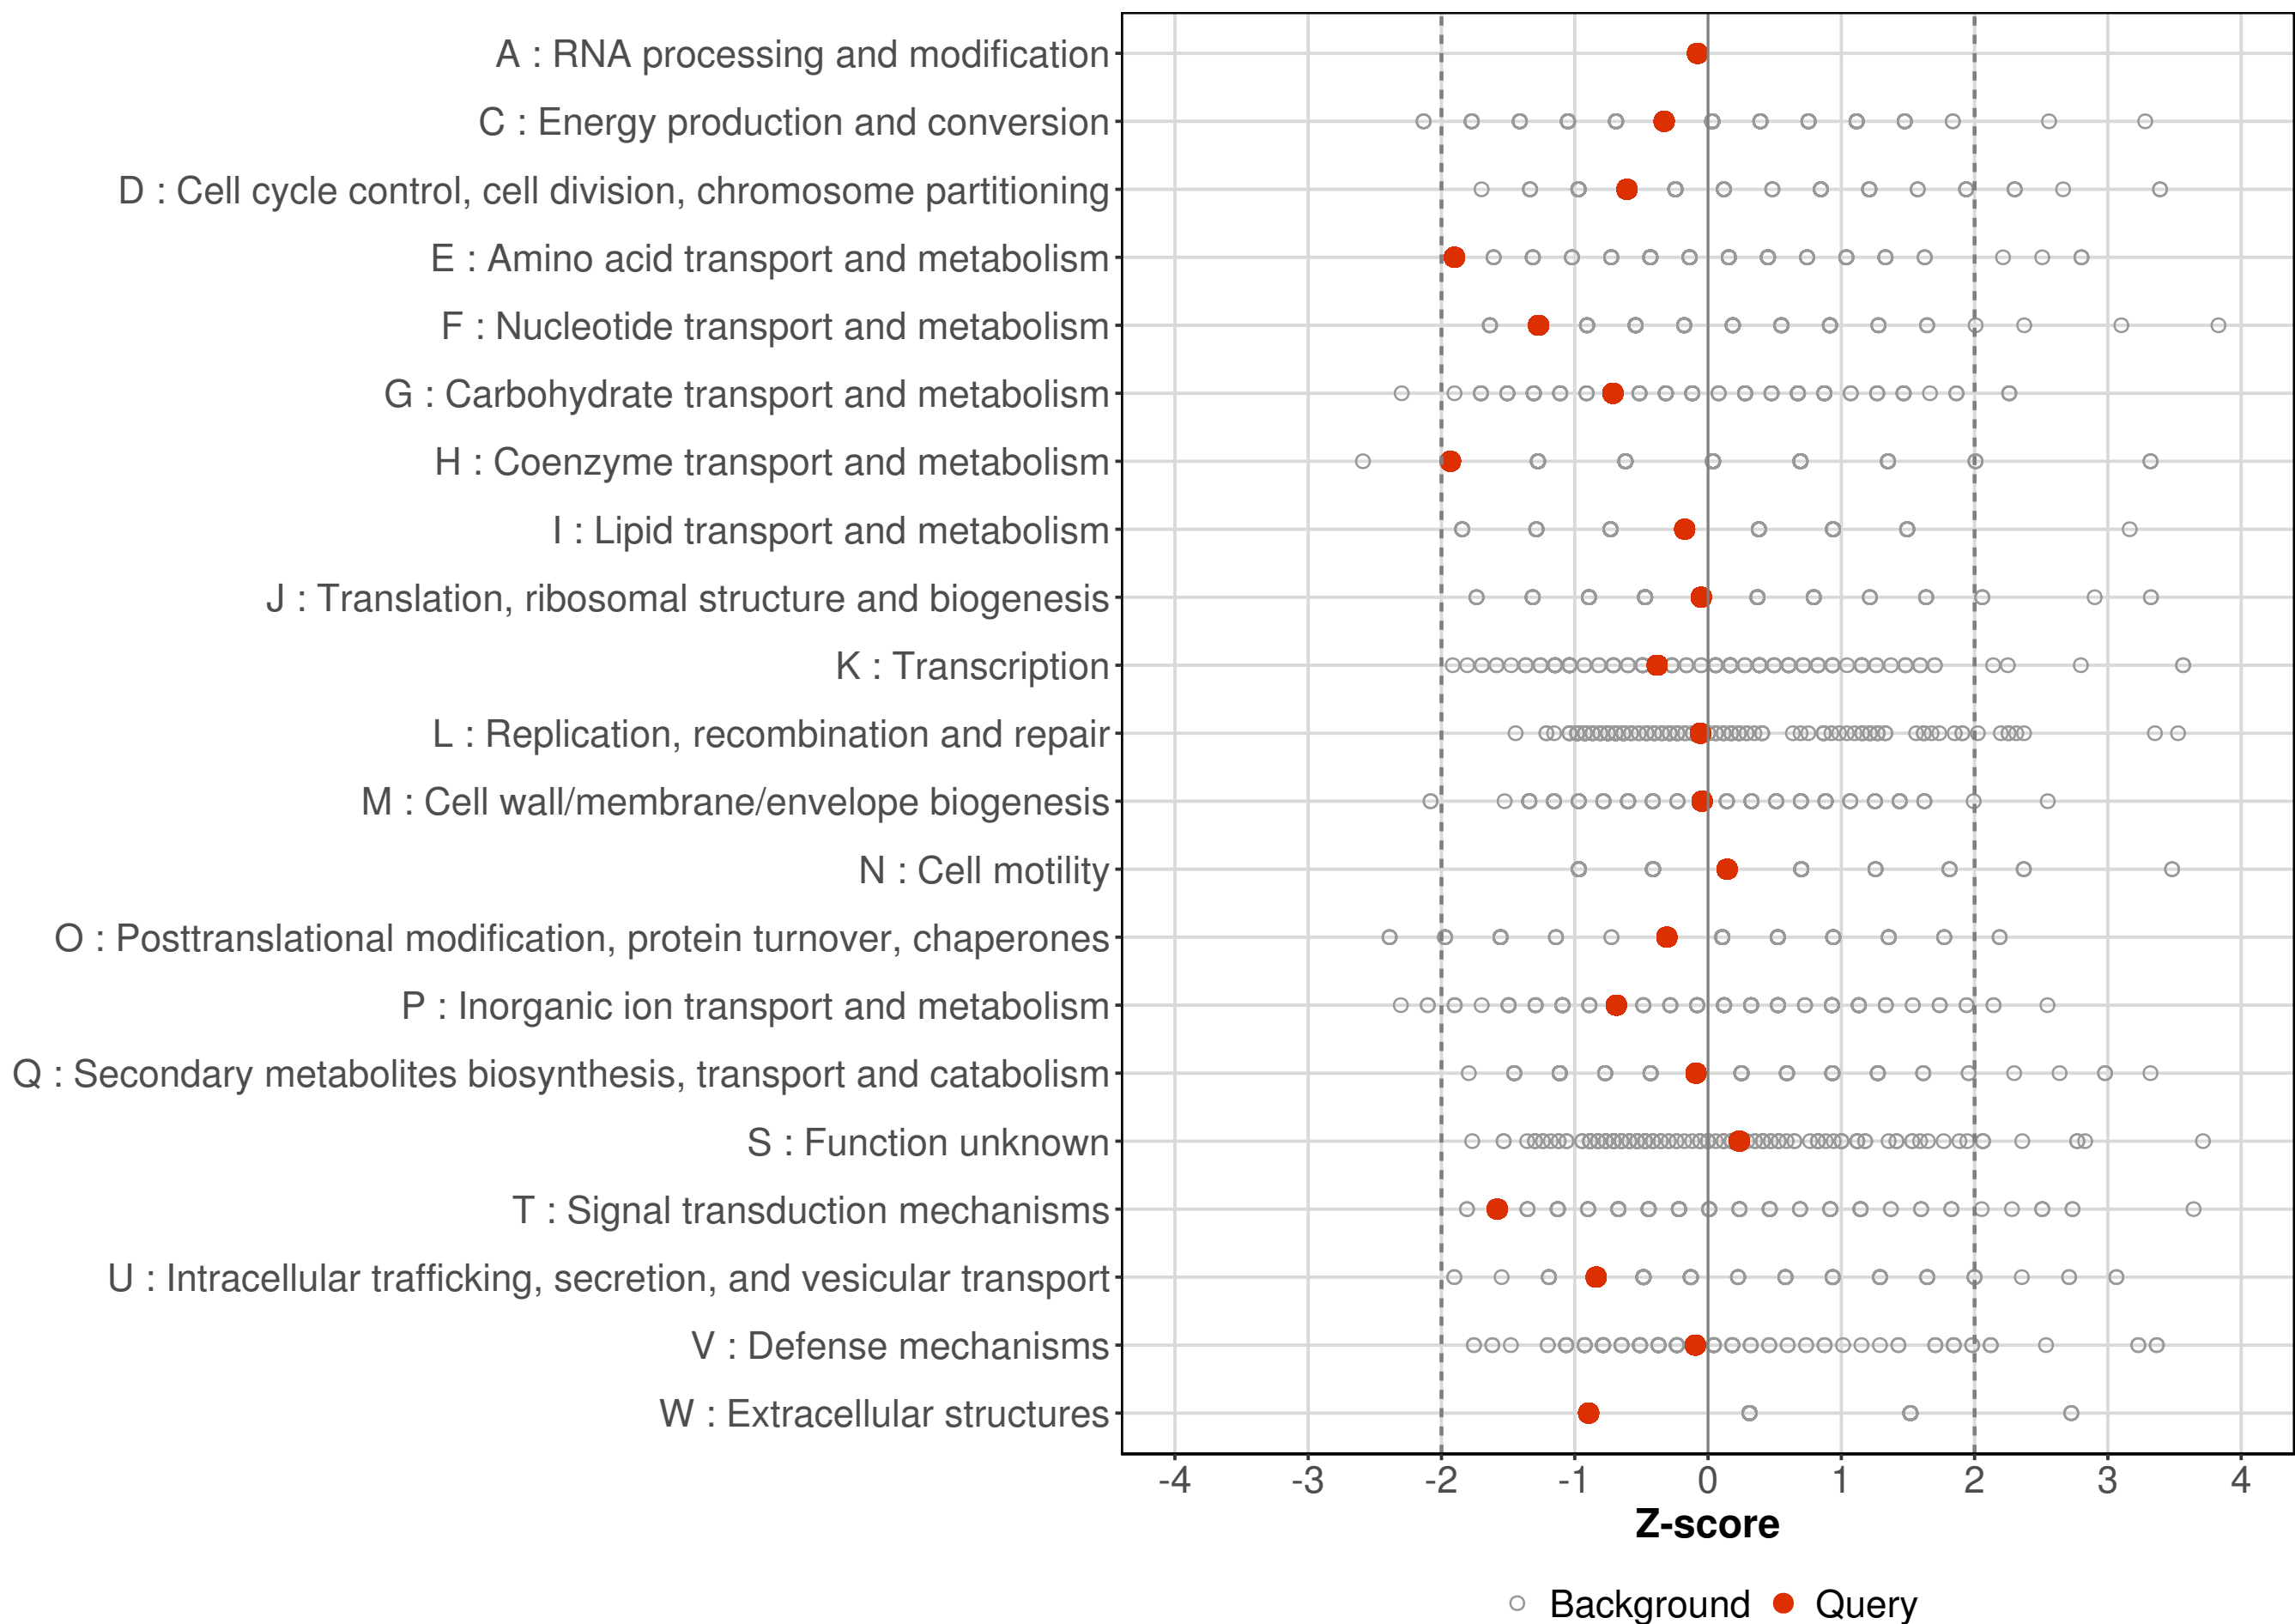 A : RNA processing and modification
C : Energy production and conversion
D : Cell cycle control, cell division, chromosome partitioning
E : Amino acid transport and metabolism
F : Nucleotide transport and metabolism
G : Carbohydrate transport and metabolism
H : Coenzyme transport and metabolism
I : Lipid transport and metabolism
J : Translation, ribosomal structure and biogenesis
K : Transcription
L : Replication, recombination and repair
M : Cell wall/membrane/envelope biogenesis
N : Cell motility
O : Posttranslational modification, protein turnover, chaperones
P : Inorganic ion transport and metabolism
Q : Secondary metabolites biosynthesis, transport and catabolism
S : Function unknown
T : Signal transduction mechanisms
U : Intracellular trafficking, secretion, and vesicular transport
V : Defense mechanisms
W : Extracellular structures
-4 -3 -2 -1 0 1 2 3 4
Z-score
Background Query